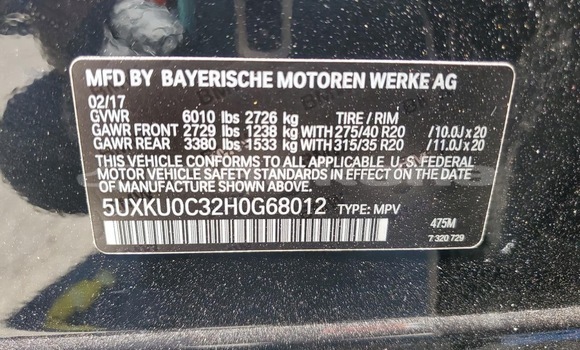 MFD BY BAYERISCHE MOTOREN WERKE AG
02/17
GVWR 6010 lbs 2726 kg TIRE / RIM
GAWR FRONT 2729 lbs 1238 kg WITH 275/40 R20 /10.0J x 20
GAWR REAR 3380 lbs 1533 kg WITH 315/35 R20 /11.0J x 20
THIS VEHICLE CONFORMS TO ALL APPLICABLE U. S. FEDERAL
MOTOR VEHICLE SAFETY STANDARDS IN EFFECT ON THE
DATE OF MANUFACTURE SHOWN ABOVE.
5UXKU0C32H0G68012 TYPE: MPV
475M
7 320 729